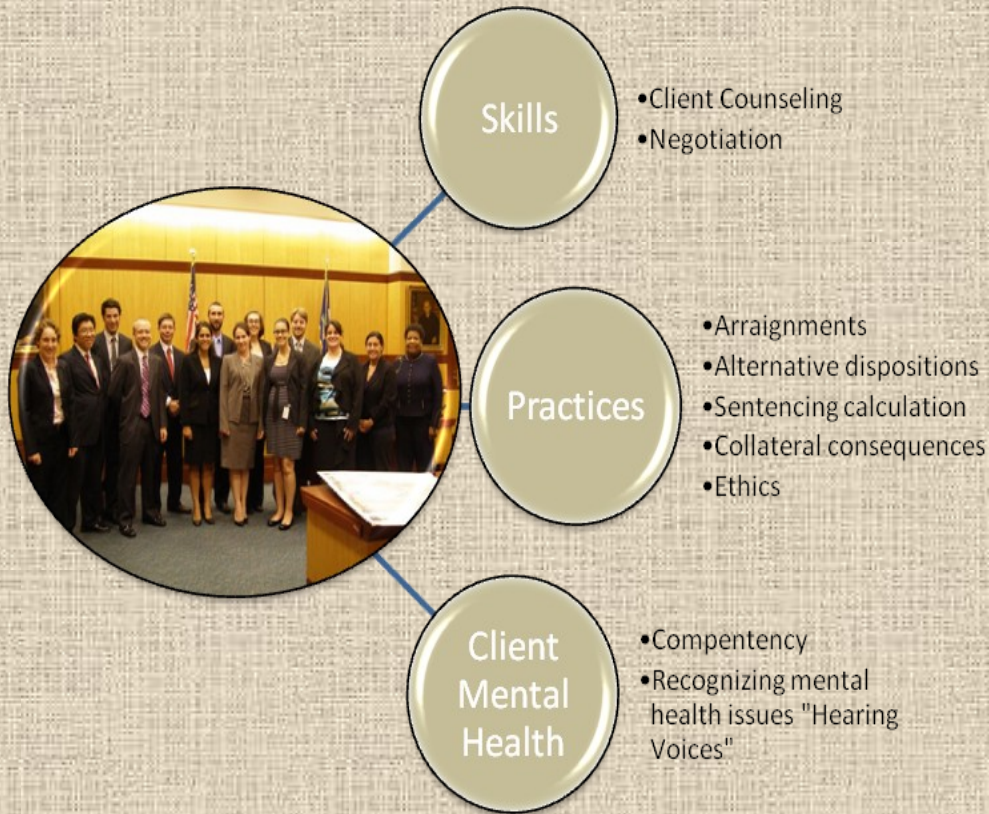 Skills
•Client Counseling
•Negotiation
Practices
•Arraignments
•Alternative dispositions
•Sentencing calculation
•Collateral consequences
•Ethics
Client
Mental
Health
•Compentency
•Recognizing mental
health issues "Hearing
Voices"